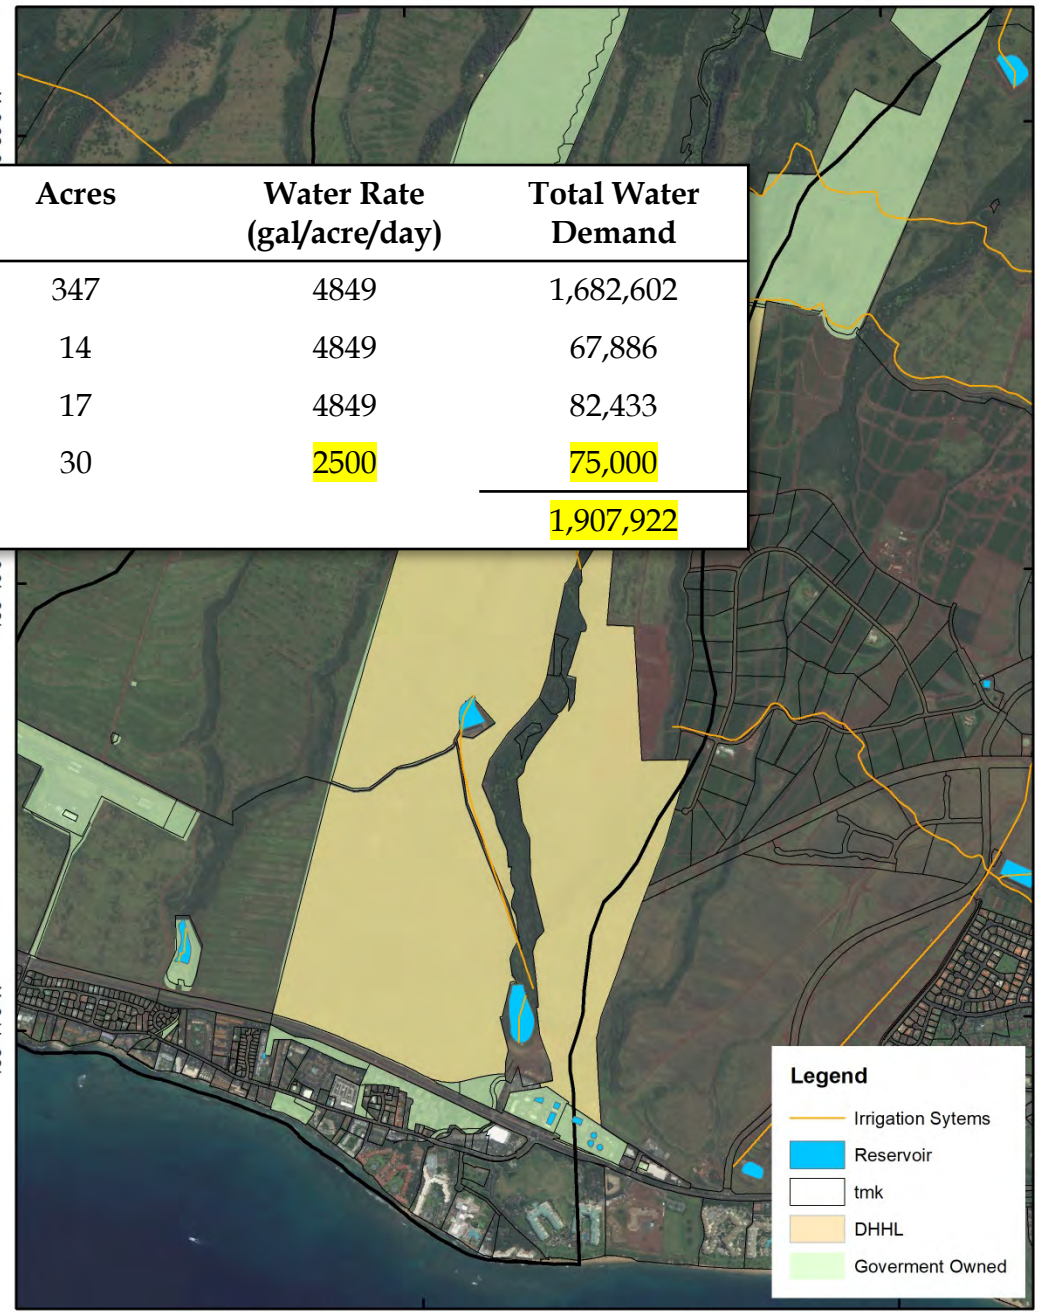 Acres Water Rate (gal/acre/day) Total Water Demand
347 4849 1,682,602
14 4849 67,886
17 4849 82,433
30 2500 75,000
1,907,922
Legend
Irrigation Sytems
Reservoir
tmk
DHHL
Goverment Owned